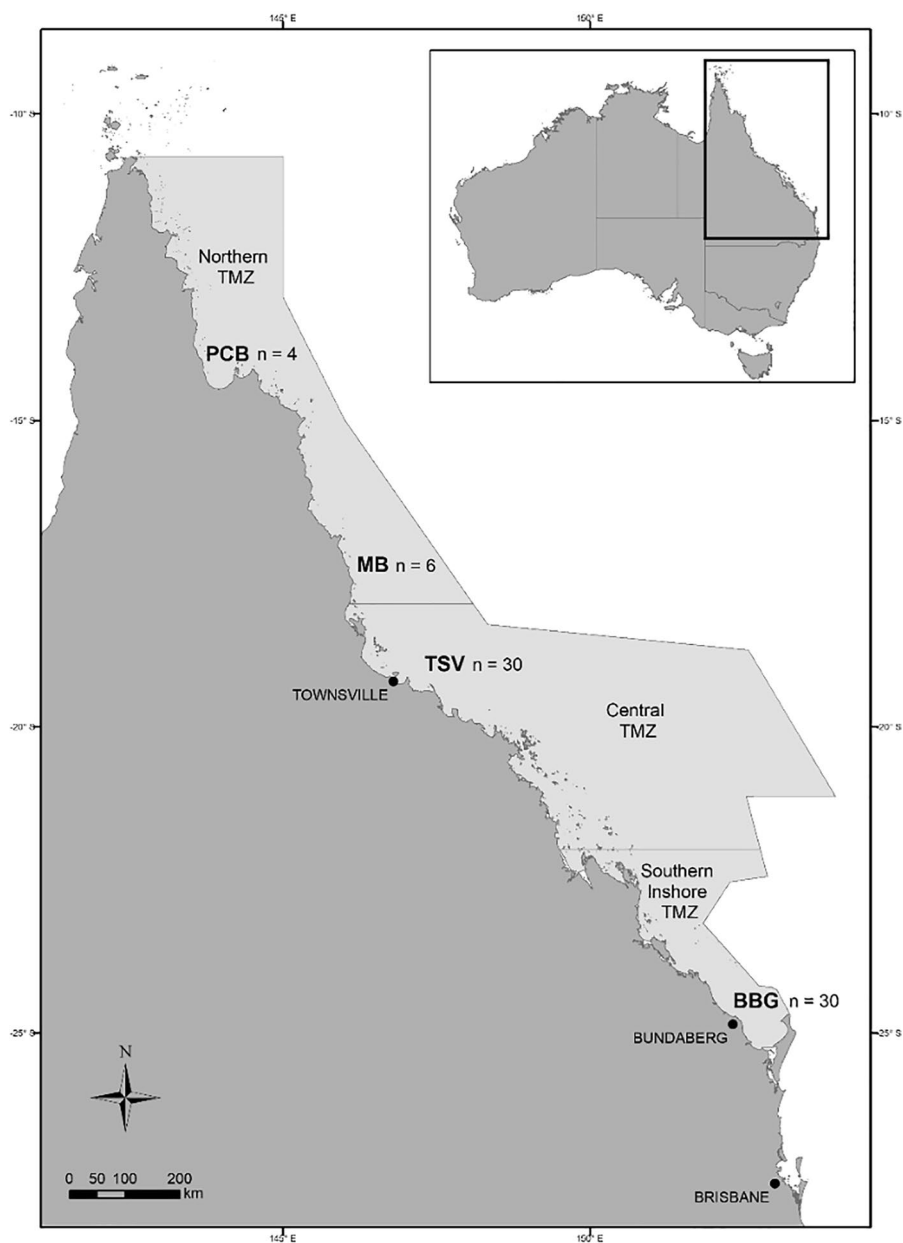 145° E
150° E
-10° S
-10° S
Northern
TMZ
PCB n = 4
-15° S
-15° S
MB n = 6
TSV n = 30
TOWNSVILLE
Central
TMZ
-20° S
-20° S
Southern
Inshore
TMZ
BBG n = 30
BUNDABERG
-25° S
-25° S
N
0 50 100 200
km
BRISBANE
145° E
150° E